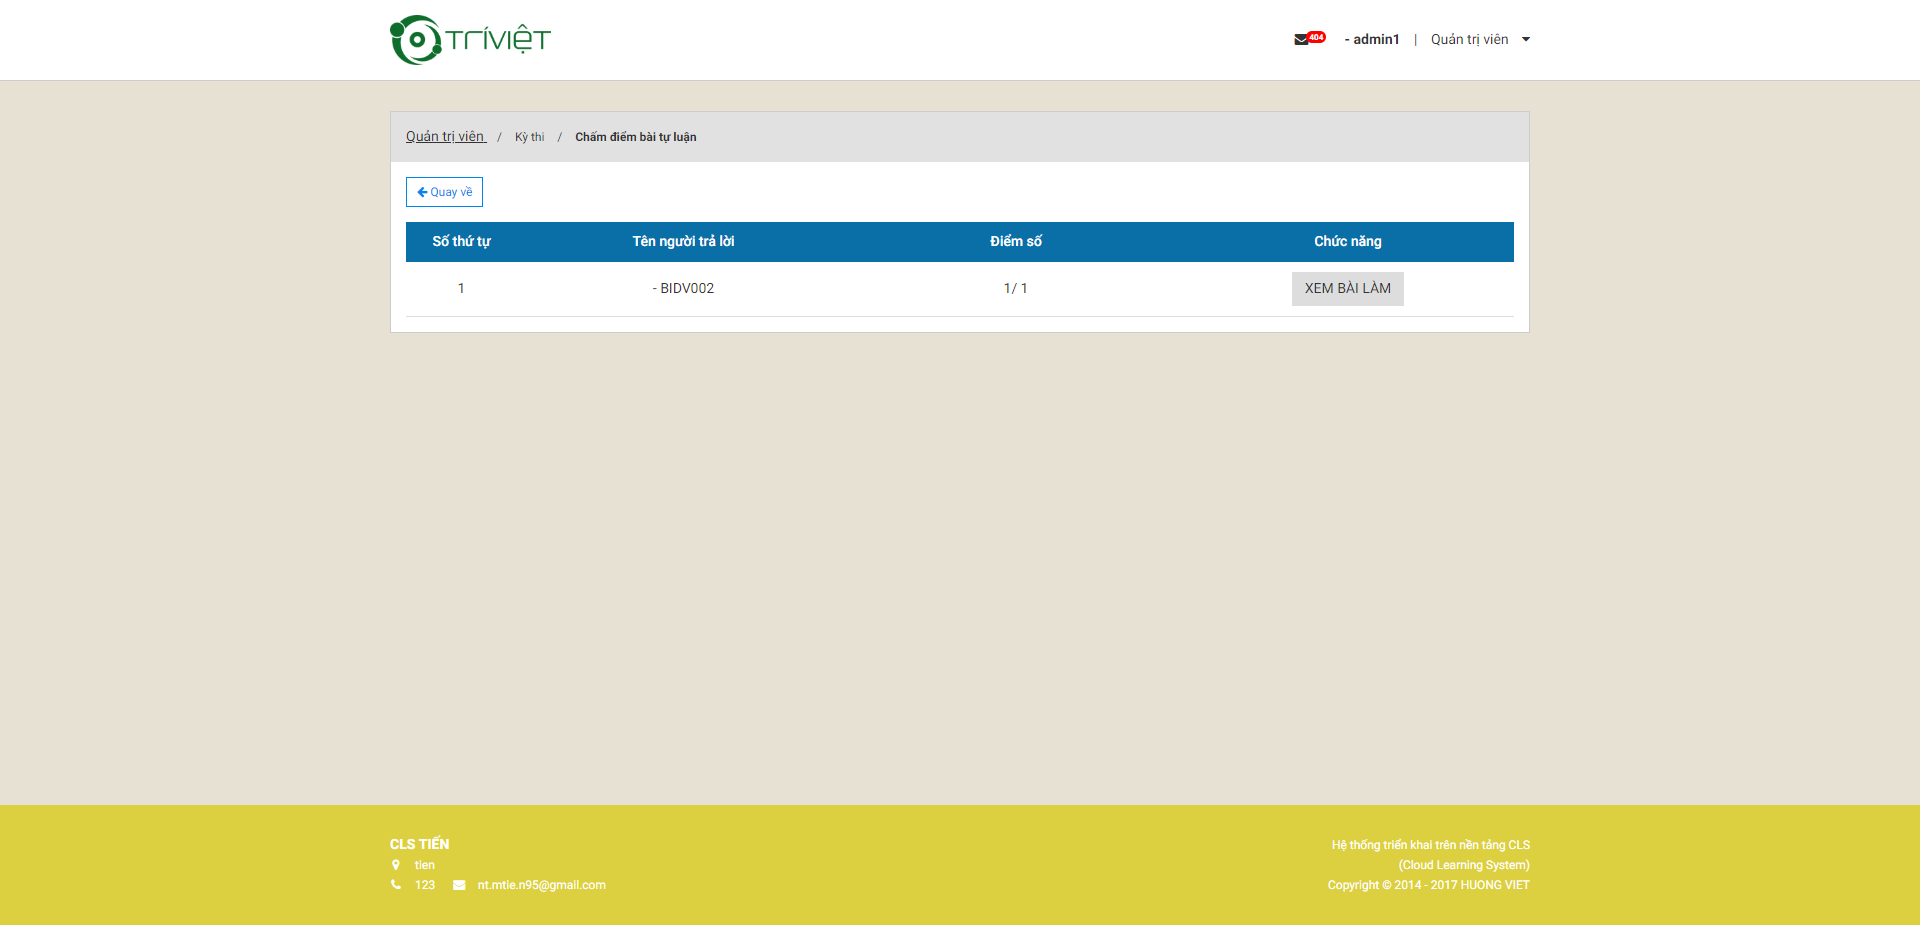 TRÍVIỆT
404 - admin1 | Quản trị viên
Quản trị viên / Kỳ thi / Chấm điểm bài tự luận
Quay về
Số thứ tự Tên người trả lời Điểm số Chức năng
1 - BIDV002 1/ 1 XEM BÀI LÀM
CLS TIẾN
tien
123 nt.mtie.n95@gmail.com
Hệ thống triển khai trên nền tảng CLS
(Cloud Learning System)
Copyright © 2014 - 2017 HUONG VIET